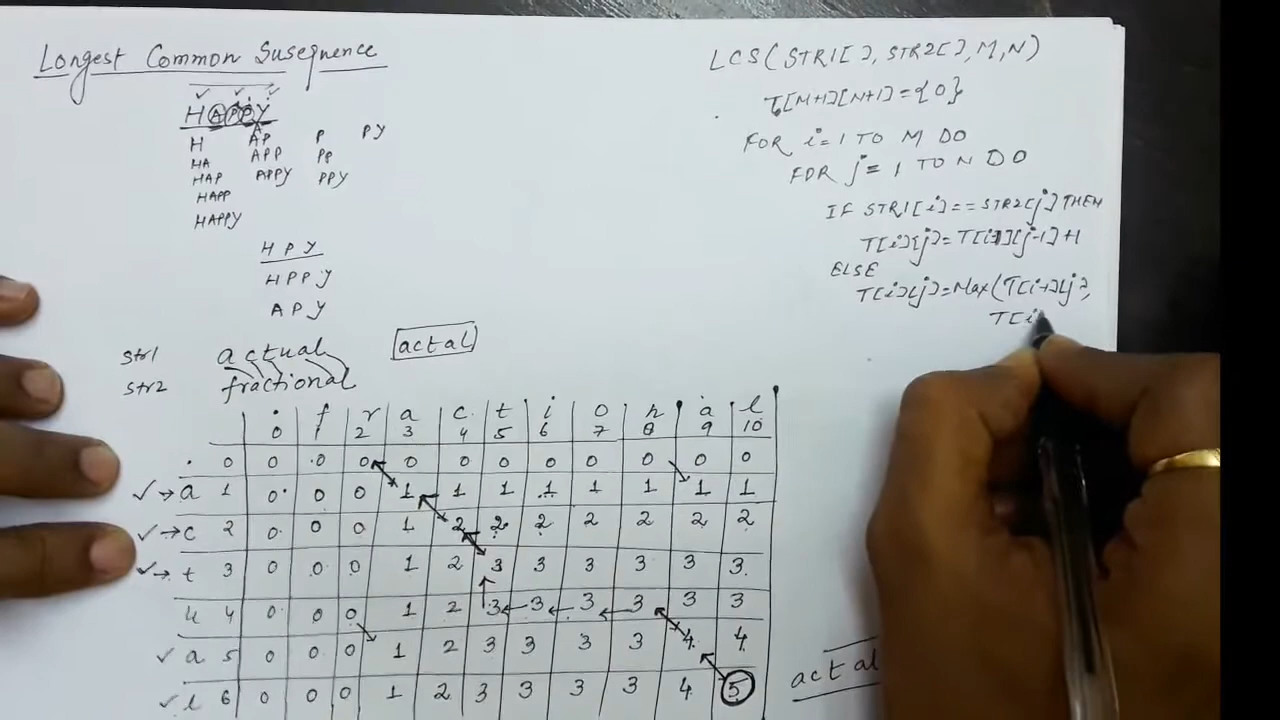 Longest Common Susequence
HAPPY
H AP P PY
HA APP PP
HAP APPY PPY
HAPP
HAPPY
H P Y
H P P Y
A P Y
str1 actual actal
str2 fractional
. f r a c t i o n a l
0 1 2 3 4 5 6 7 8 9 10
. 0 0 0 0 0 0 0 0 0 0 0 0
a 1 0 0 0 1 1 1 1 1 1 1 1
c 2 0 0 0 1 2 2 2 2 2 2 2
t 3 0 0 0 1 2 3 3 3 3 3 3
u 4 0 0 0 1 2 3 3 3 3 3 3
a 5 0 0 0 1 2 3 3 3 3 4 4
l 6 0 0 0 1 2 3 3 3 3 4 5
actal
LCS(STR1[], STR2[], M, N)
T[M+1][N+1]={0}
FOR i=1 TO M DO
FOR j=1 TO N DO
IF STR1[i]==STR2[j] THEN
T[i][j]=T[i-1][j-1]+1
ELSE
T[i][j]=Max(T[i-1][j],
T[i